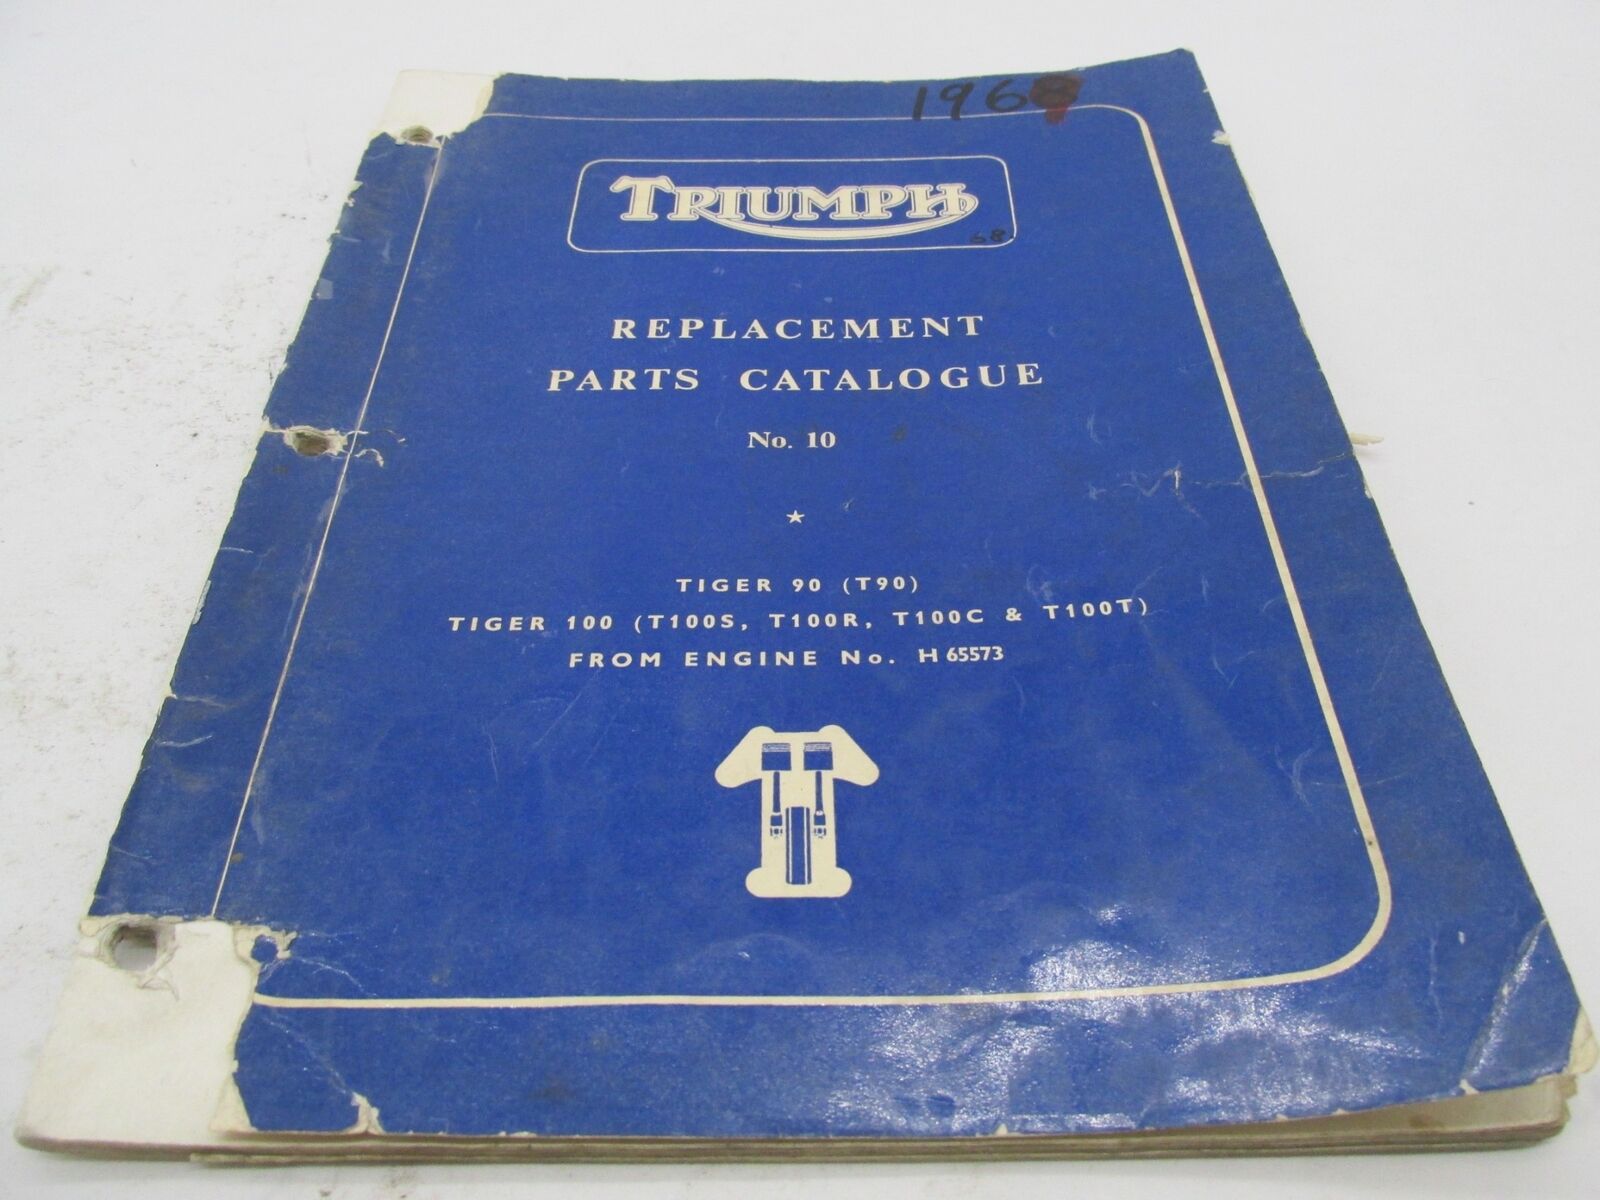 1968
TRIUMPH
68
REPLACEMENT
PARTS CATALOGUE
No. 10
TIGER 90 (T90)
TIGER 100 (T100S, T100R, T100C & T100T)
FROM ENGINE No. H 65573